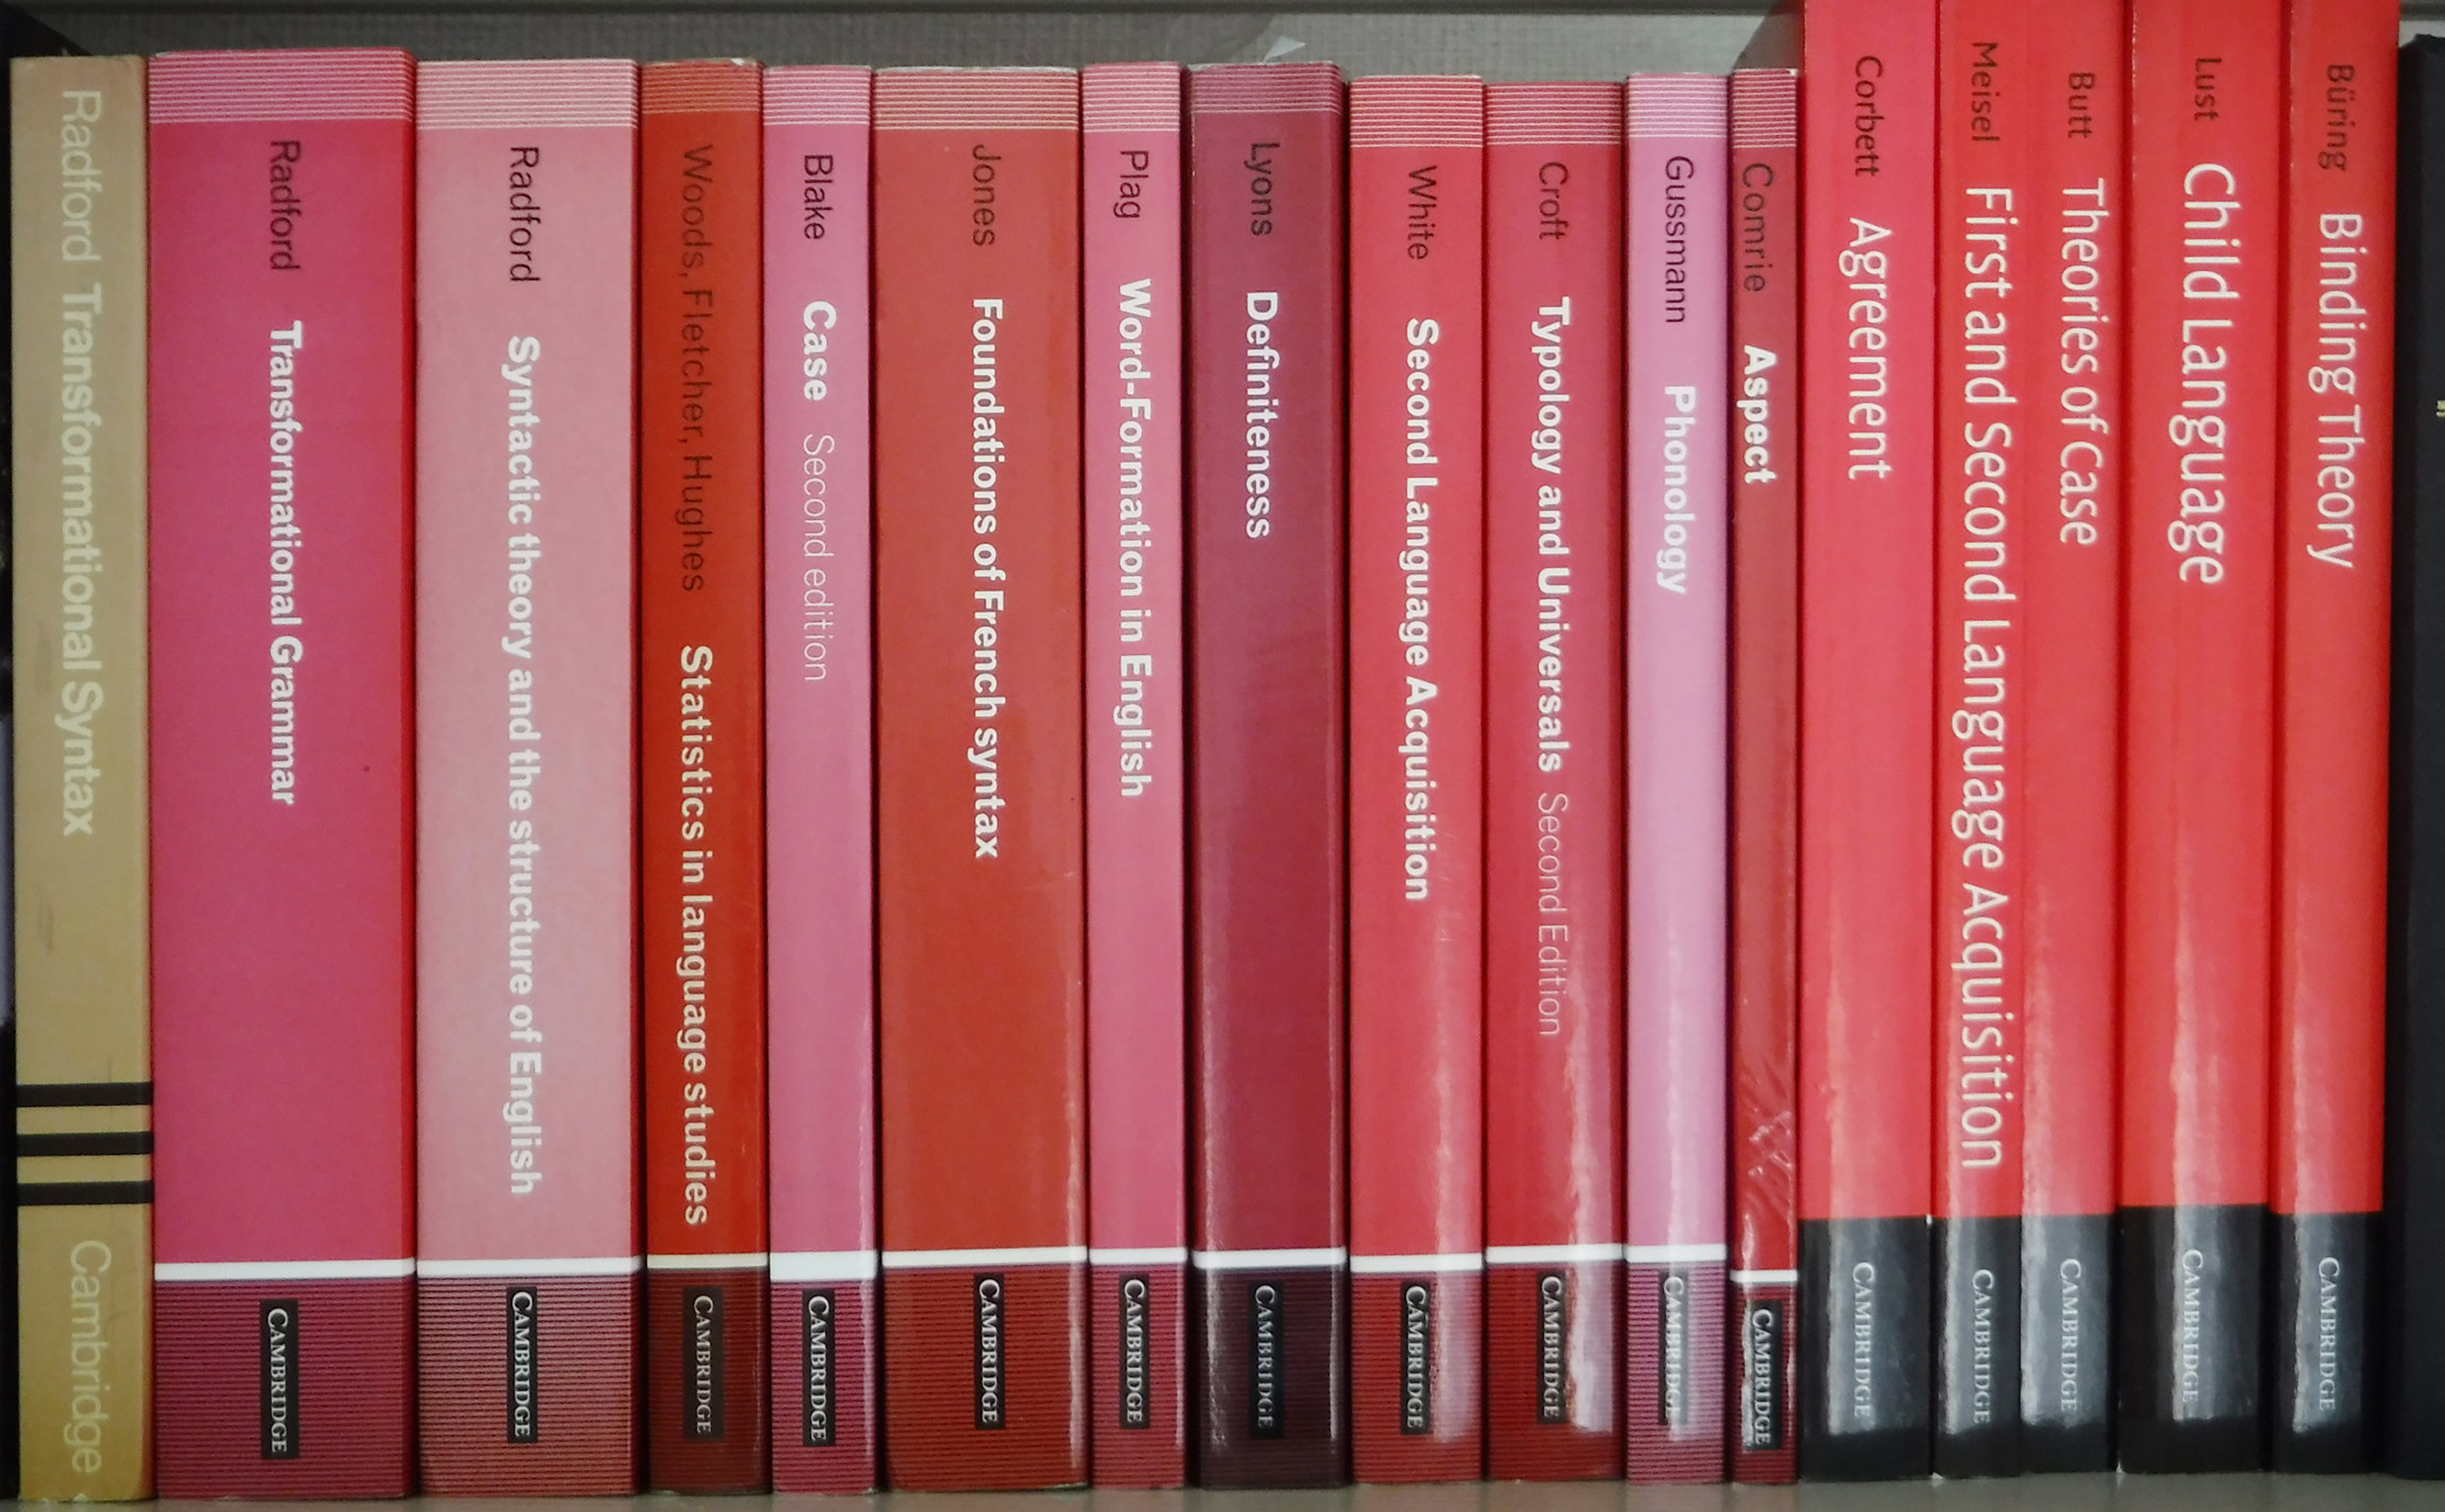 Radford Transformational Syntax Cambridge
Radford Transformational Grammar CAMBRIDGE
Radford Syntactic theory and the structure of English CAMBRIDGE
Woods, Fletcher, Hughes Statistics in language studies CAMBRIDGE
Blake Case Second edition CAMBRIDGE
Jones Foundations of French syntax CAMBRIDGE
Plag Word-Formation in English CAMBRIDGE
Lyons Definiteness CAMBRIDGE
White Second Language Acquisition CAMBRIDGE
Croft Typology and Universals Second Edition CAMBRIDGE
Gussmann Phonology CAMBRIDGE
Comrie Aspect CAMBRIDGE
Corbett Agreement CAMBRIDGE
Meisel First and Second Language Acquisition CAMBRIDGE
Butt Theories of Case CAMBRIDGE
Lust Child Language CAMBRIDGE
Büring Binding Theory CAMBRIDGE